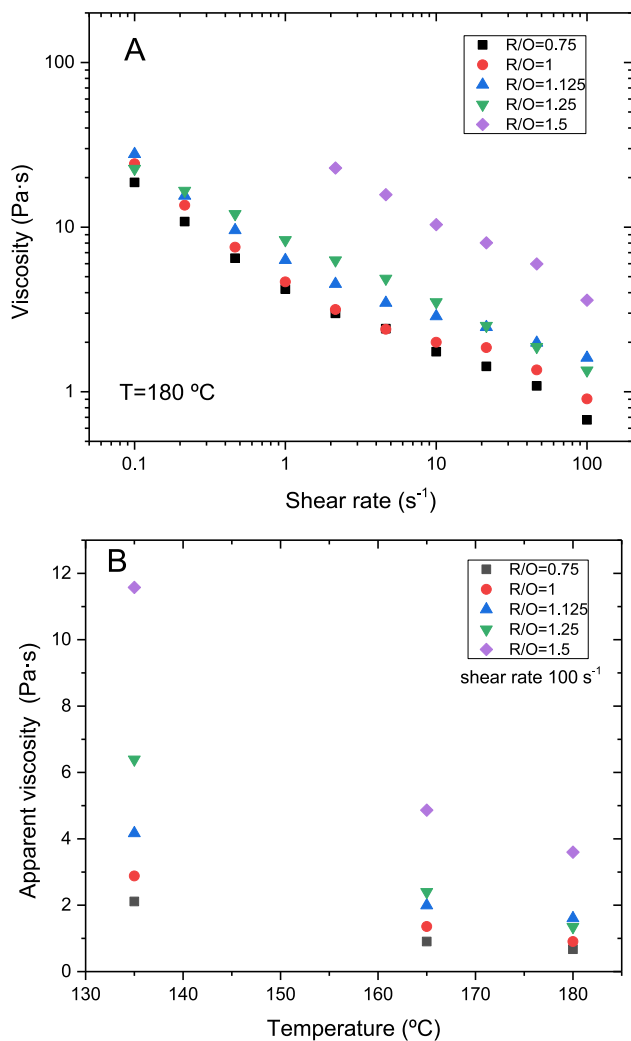 A
R/O=0.75
R/O=1
R/O=1.125
R/O=1.25
R/O=1.5
100
10
1
Viscosity (Pa·s)
T=180 ºC
0.1 1 10 100
Shear rate (s⁻¹)
B
R/O=0.75
R/O=1
R/O=1.125
R/O=1.25
R/O=1.5
shear rate 100 s⁻¹
12
10
8
6
4
2
0
Apparent viscosity (Pa·s)
130 140 150 160 170 180
Temperature (ºC)